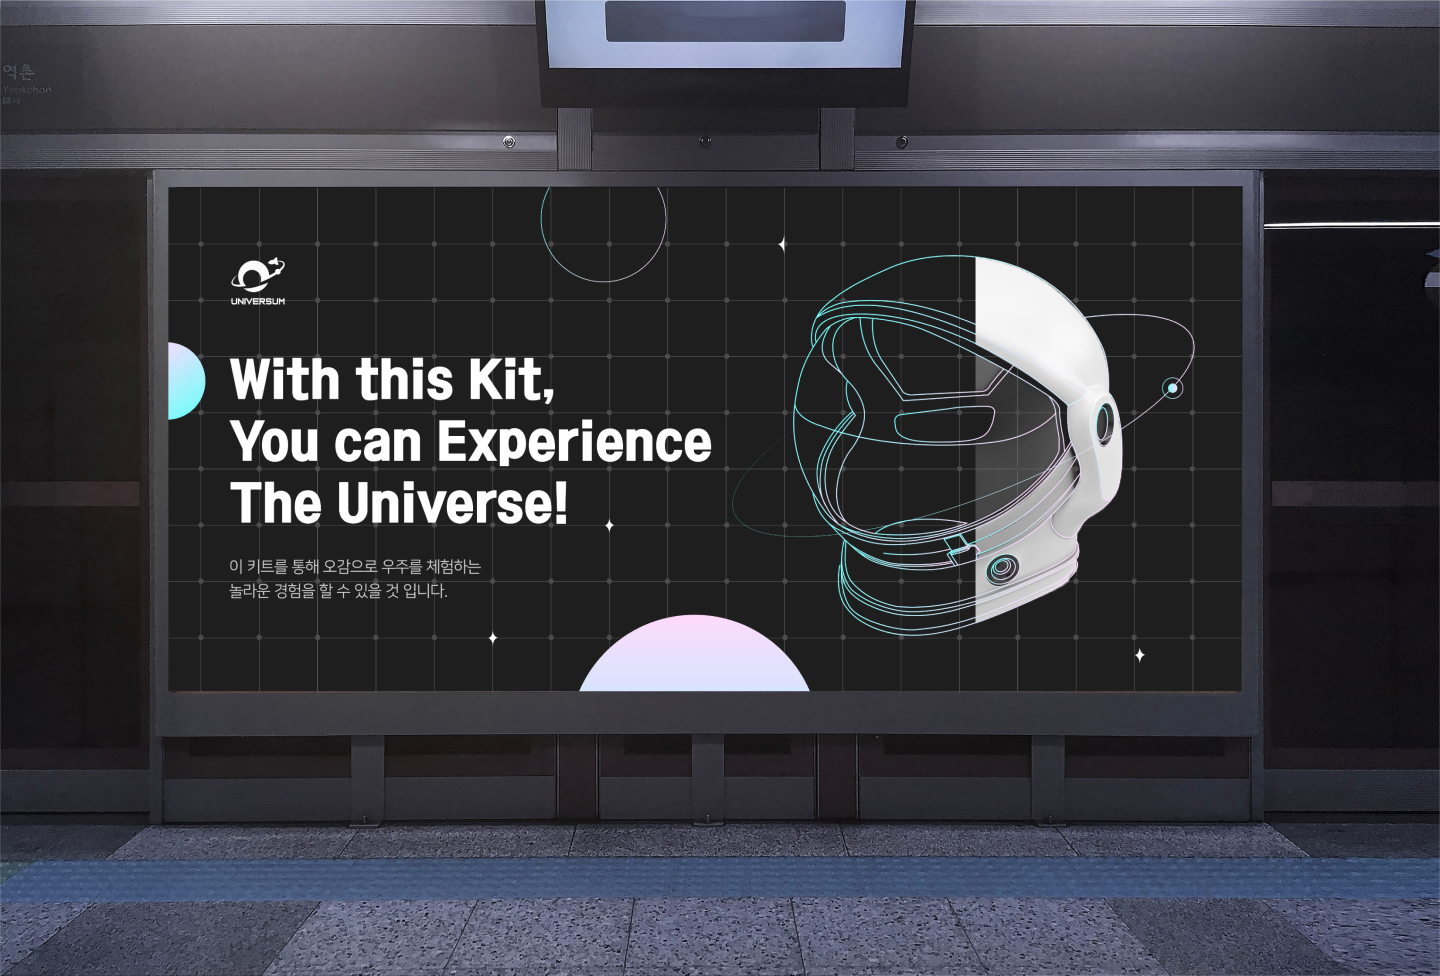 역촌
Yeokchon
UNIVERSUM
With this Kit,
You can Experience
The Universe!
이 키트를 통해 오감으로 우주를 체험하는
놀라운 경험을 할 수 있을 것 입니다.